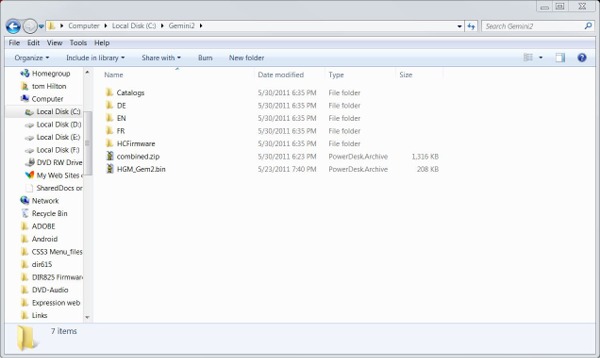 Computer Local Disk (C:) Gemini2
Search Gemini2
File Edit View Tools Help
Organize Include in library Share with Burn New folder
Name Date modified Type Size
Homegroup
tom Hilton
Computer
Local Disk (C:)
Local Disk (D:)
Local Disk (E:)
Local Disk (F:)
DVD RW Drive
My Web Sites
SharedDocs on
Network
Recycle Bin
ADOBE
Android
CSS3 Menu_files
dir615
DIR825 Firmwar
DVD-Audio
Expression web
Links
Catalogs 5/30/2011 6:35 PM File folder
DE 5/30/2011 6:35 PM File folder
EN 5/30/2011 6:35 PM File folder
FR 5/30/2011 6:35 PM File folder
HCFirmware 5/30/2011 6:35 PM File folder
combined.zip 5/30/2011 6:23 PM PowerDesk.Archive 1,316 KB
HGM_Gem2.bin 5/23/2011 7:40 PM PowerDesk.Archive 208 KB
7 items